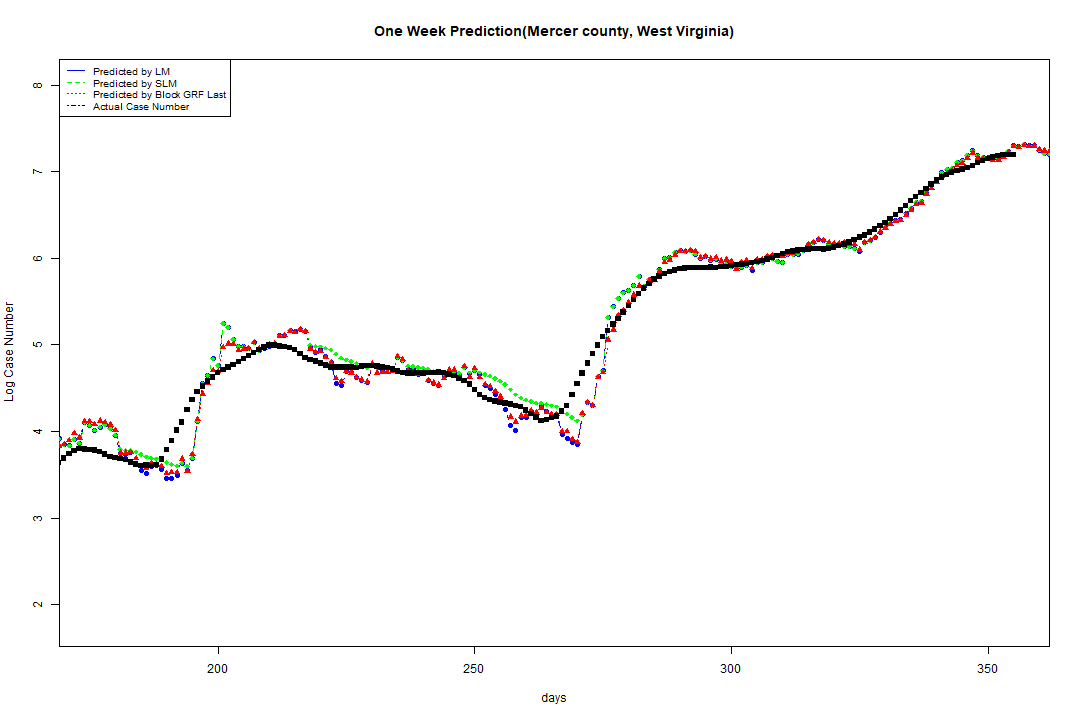 One Week Prediction(Mercer county, West Virginia)
Predicted by LM
Predicted by SLM
Predicted by Block GRF Last
Actual Case Number
8
7
6
5
4
3
2
Log Case Number
200
250
300
350
days